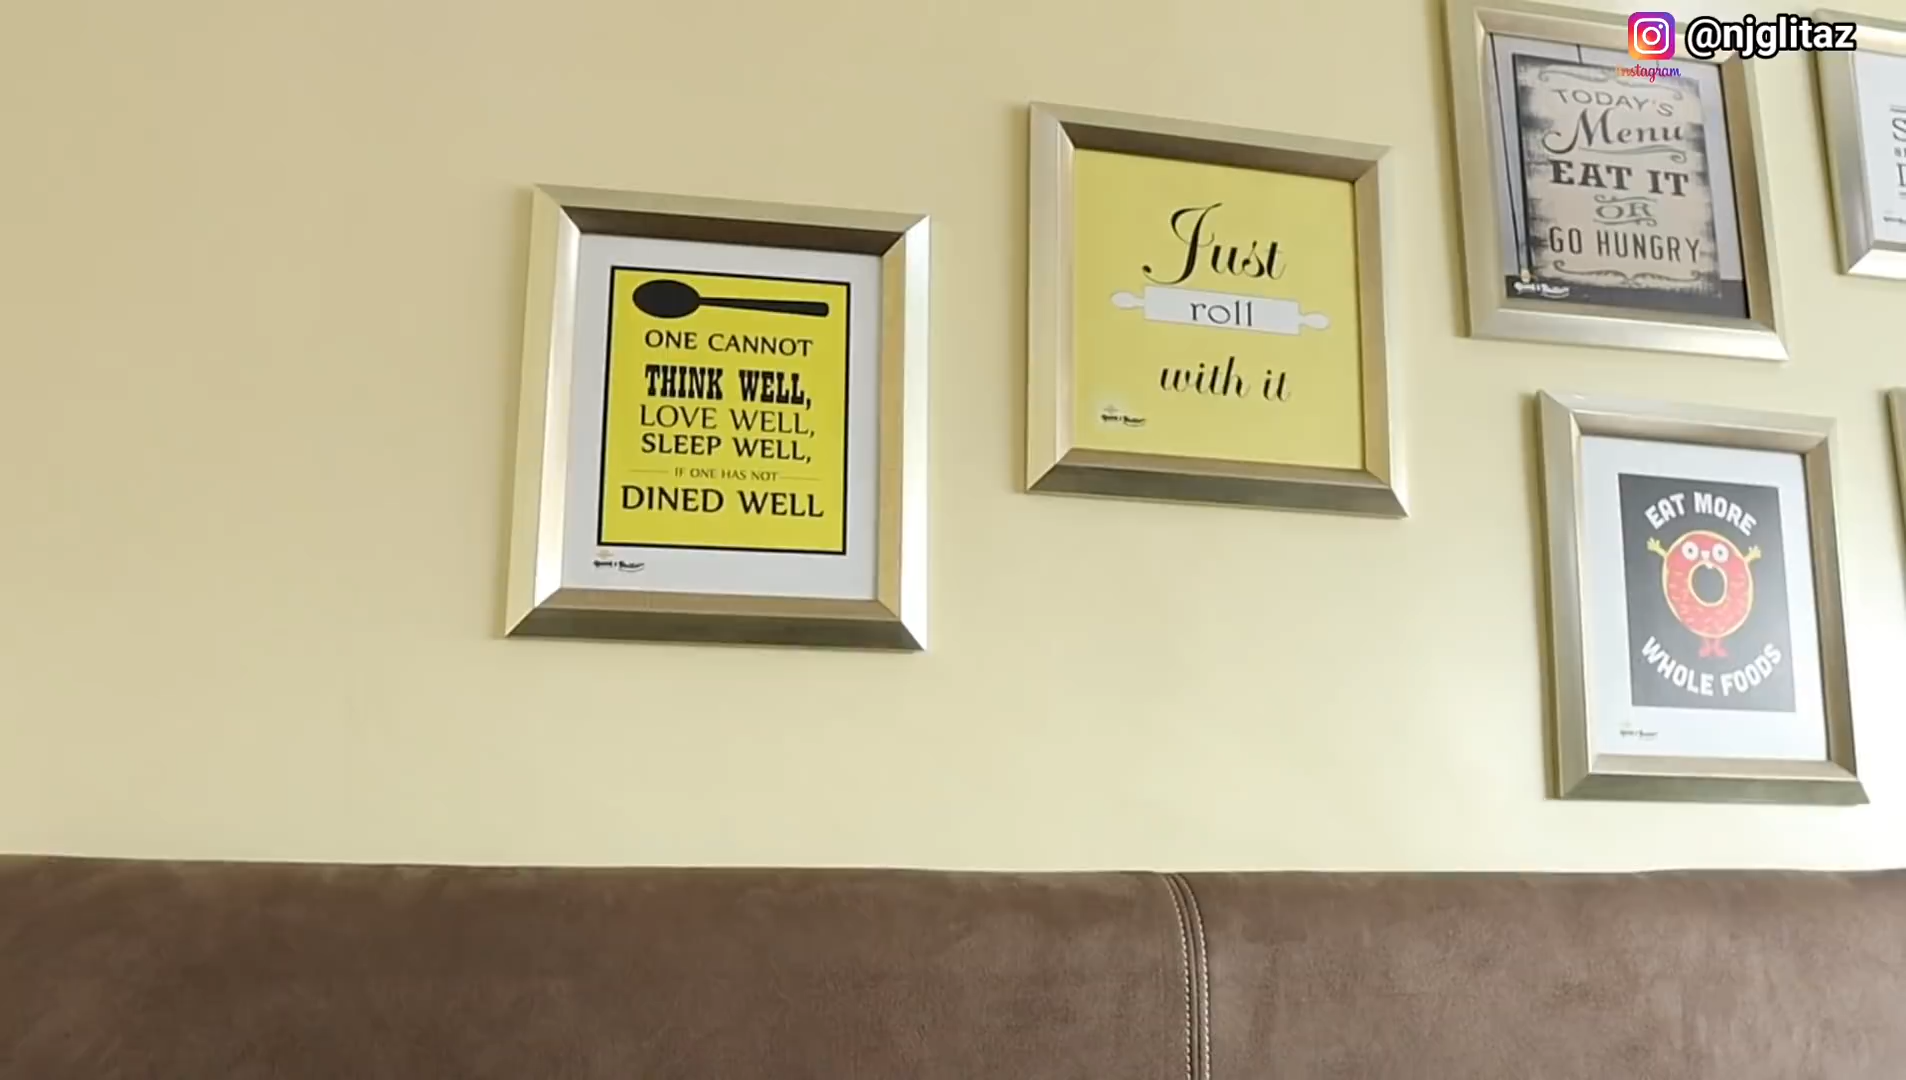 @njglitaz
Instagram
ONE CANNOT
THINK WELL,
LOVE WELL,
SLEEP WELL,
IF ONE HAS NOT
DINED WELL
Just
roll
with it
TODAY'S
Menu
EAT IT
OR
GO HUNGRY
EAT MORE
WHOLE FOODS